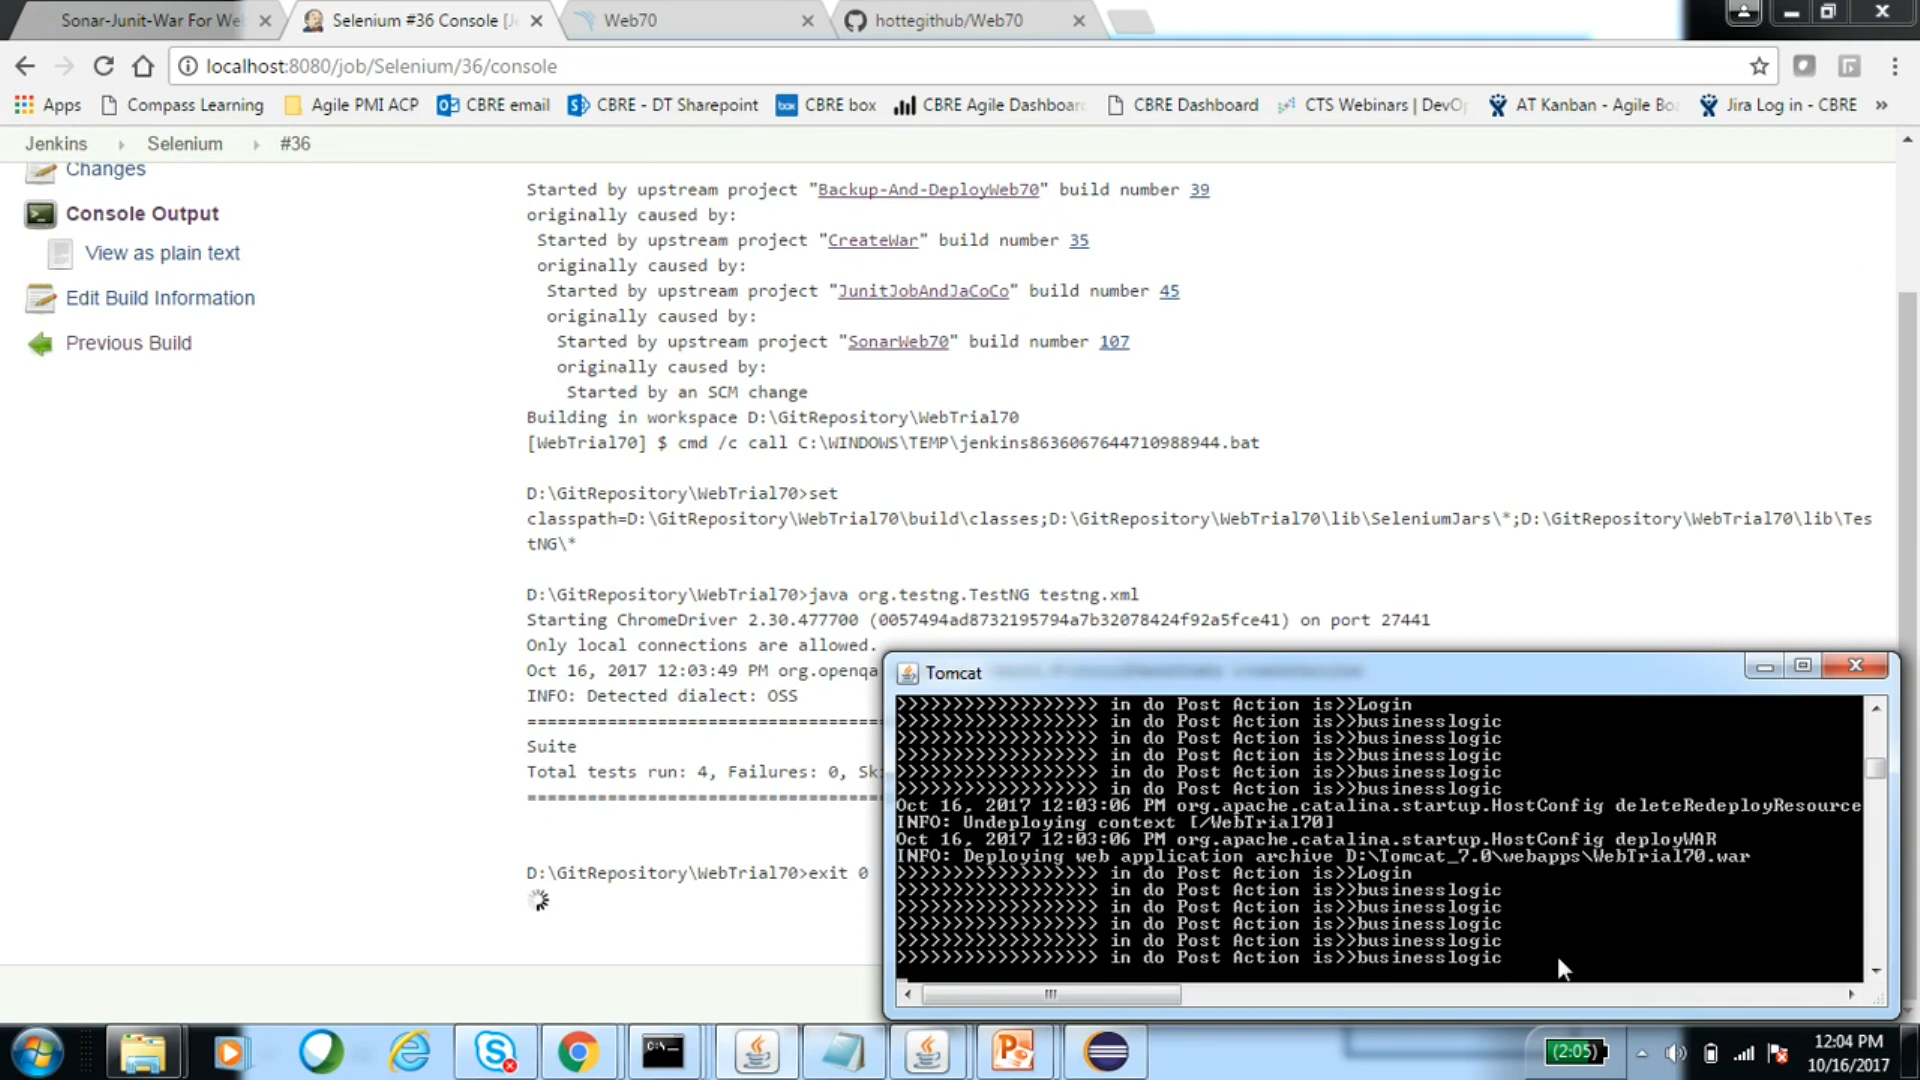 Sonar-Junit-War For We
Selenium #36 Console [J
Web70
hottegithub/Web70
localhost:8080/job/Selenium/36/console
Apps
Compass Learning
Agile PMI ACP
CBRE email
CBRE - DT Sharepoint
box
CBRE box
CBRE Agile Dashboar
CBRE Dashboard
CTS Webinars | DevO
AT Kanban - Agile Bo
Jira Log in - CBRE
»
Jenkins
Selenium
#36
Changes
Console Output
View as plain text
Edit Build Information
Previous Build
Started by upstream project "Backup-And-DeployWeb70" build number 39
originally caused by:
Started by upstream project "CreateWar" build number 35
originally caused by:
Started by upstream project "JunitJobAndJaCoCo" build number 45
originally caused by:
Started by upstream project "SonarWeb70" build number 107
originally caused by:
Started by an SCM change
Building in workspace D:\GitRepository\WebTrial70
[WebTrial70] $ cmd /c call C:\WINDOWS\TEMP\jenkins8636067644710988944.bat
D:\GitRepository\WebTrial70>set
classpath=D:\GitRepository\WebTrial70\build\classes;D:\GitRepository\WebTrial70\lib\SeleniumJars\*;D:\GitRepository\WebTrial70\lib\Tes
tNG\*
D:\GitRepository\WebTrial70>java org.testng.TestNG testng.xml
Starting ChromeDriver 2.30.477700 (0057494ad8732195794a7b32078424f92a5fce41) on port 27441
Only local connections are allowed.
Oct 16, 2017 12:03:49 PM org.openqa
INFO: Detected dialect: OSS
===============================================
Suite
Total tests run: 4, Failures: 0, Sk
===============================================
D:\GitRepository\WebTrial70>exit 0
Tomcat
>>>>>>>>>>>>>>>>>> in do Post Action is>>Login
>>>>>>>>>>>>>>>>>> in do Post Action is>>businesslogic
>>>>>>>>>>>>>>>>>> in do Post Action is>>businesslogic
>>>>>>>>>>>>>>>>>> in do Post Action is>>businesslogic
>>>>>>>>>>>>>>>>>> in do Post Action is>>businesslogic
>>>>>>>>>>>>>>>>>> in do Post Action is>>businesslogic
Oct 16, 2017 12:03:06 PM org.apache.catalina.startup.HostConfig deleteRedeployResource
INFO: Undeploying context [/WebTrial70]
Oct 16, 2017 12:03:06 PM org.apache.catalina.startup.HostConfig deployWAR
INFO: Deploying web application archive D:\Tomcat_7.0\webapps\WebTrial70.war
>>>>>>>>>>>>>>>>>> in do Post Action is>>Login
>>>>>>>>>>>>>>>>>> in do Post Action is>>businesslogic
>>>>>>>>>>>>>>>>>> in do Post Action is>>businesslogic
>>>>>>>>>>>>>>>>>> in do Post Action is>>businesslogic
>>>>>>>>>>>>>>>>>> in do Post Action is>>businesslogic
>>>>>>>>>>>>>>>>>> in do Post Action is>>businesslogic
(2:05)
12:04 PM
10/16/2017